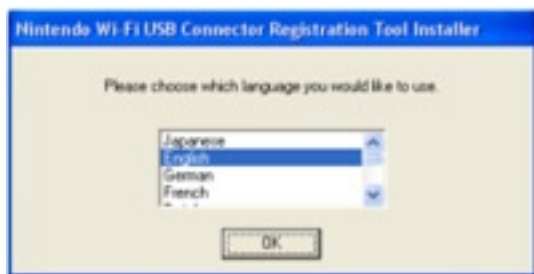 Nintendo Wi-Fi USB Connector Registration Tool Installer
Please choose which language you would like to use.
Japanese
English
German
French
OK